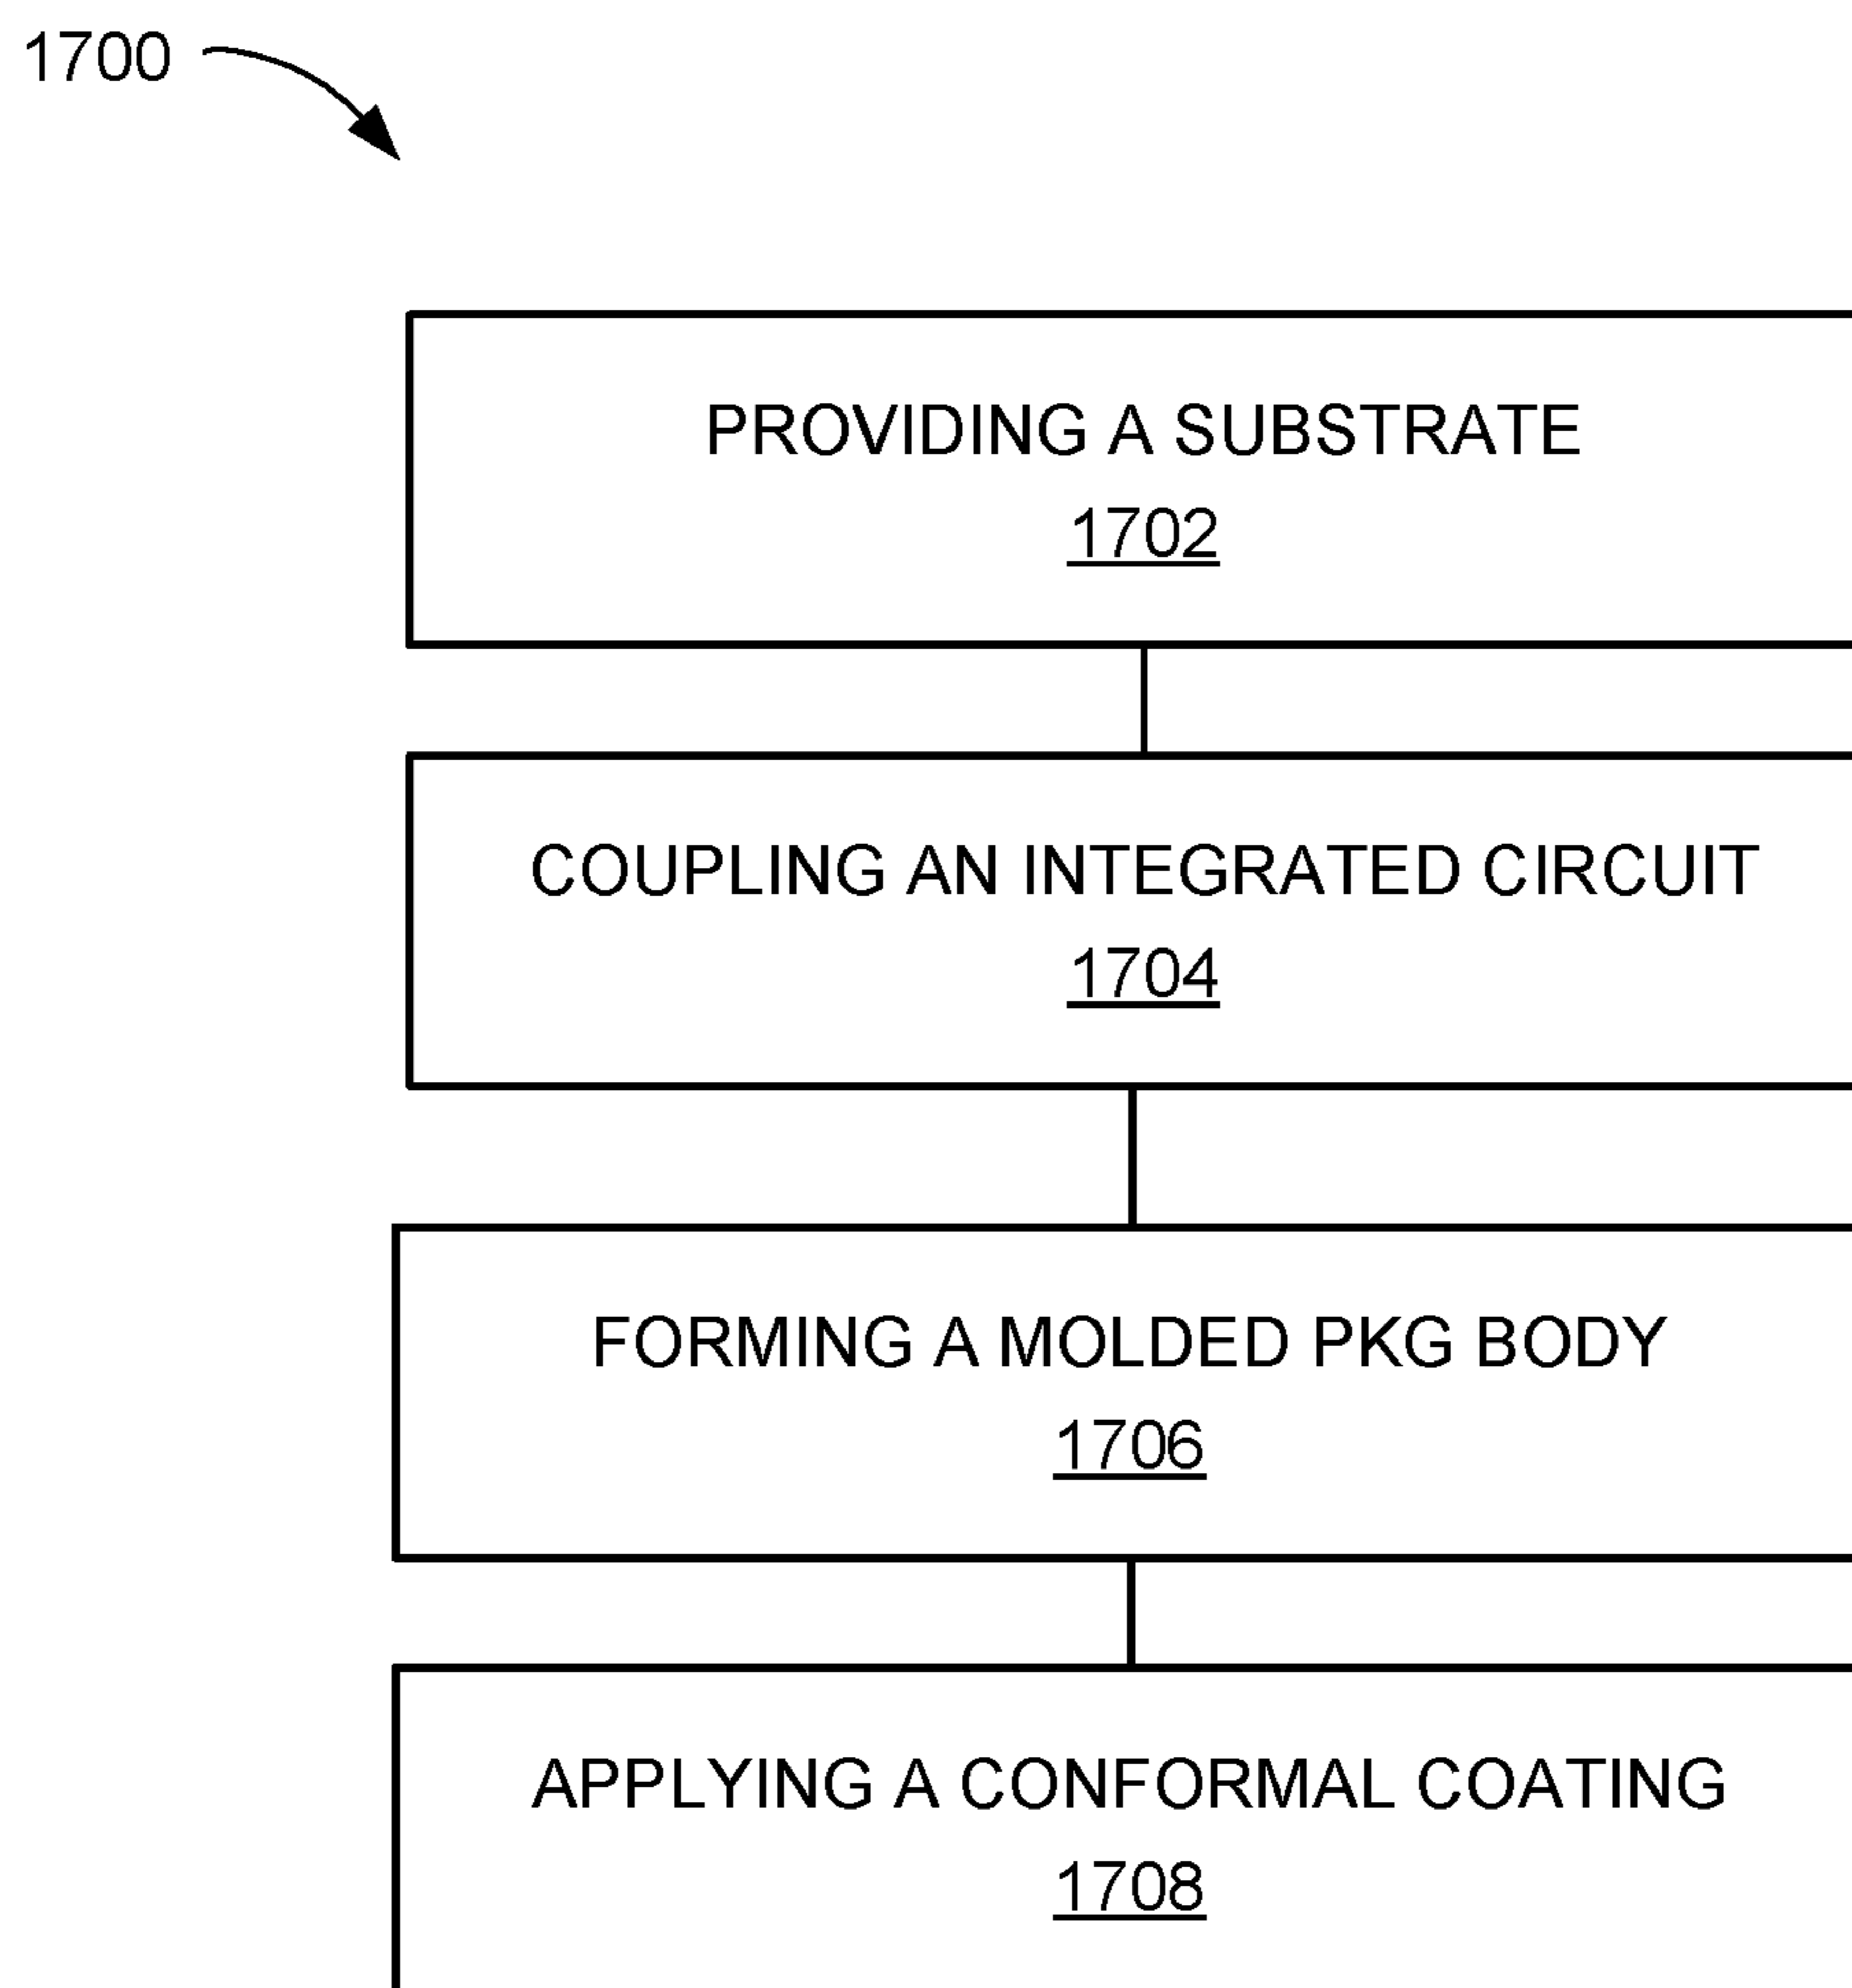 1700
PROVIDING A SUBSTRATE
1702
COUPLING AN INTEGRATED CIRCUIT
1704
FORMING A MOLDED PKG BODY
1706
APPLYING A CONFORMAL COATING
1708